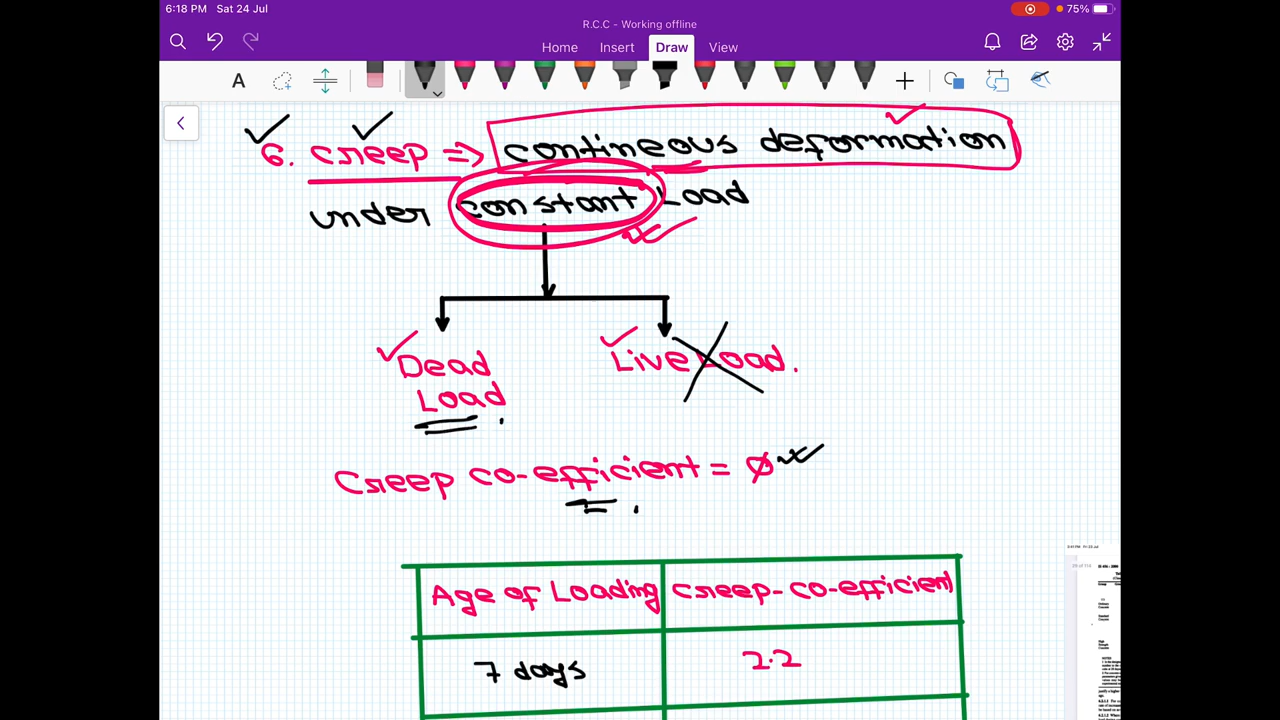 6:18 PM Sat 24 Jul
75%
R.C.C - Working offline
Home Insert Draw View
A
6. Creep => contineous deformation
under constant Load
Dead Load
Live Load.
Creep co-efficient = Ø
Age of Loading Creep-co-efficient
7 days 2.2